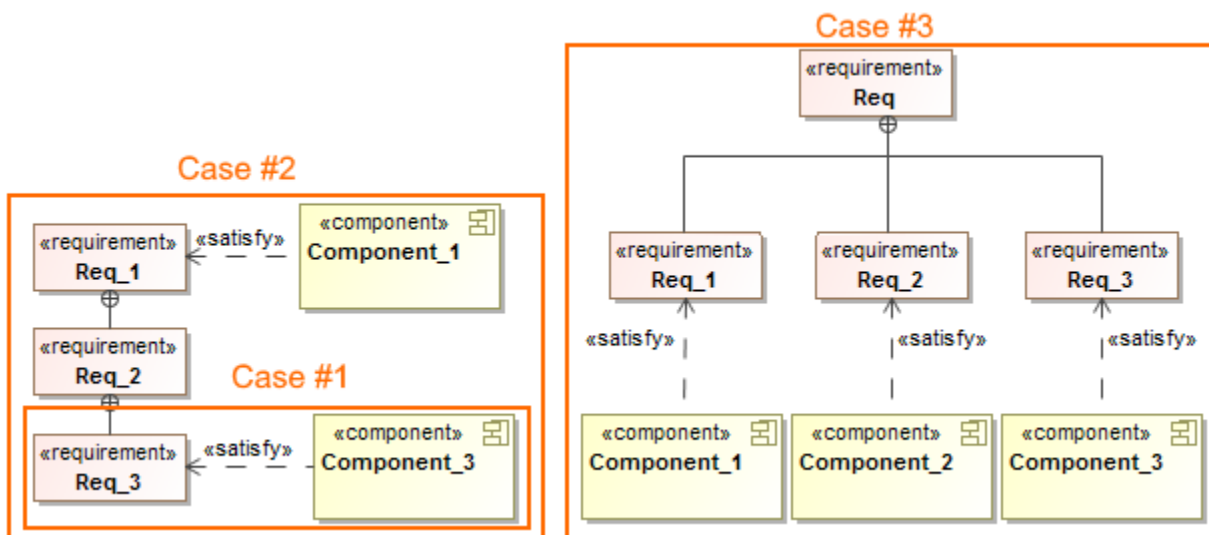 Case #2
«requirement»
Req_1
«satisfy»
«component»
Component_1
«requirement»
Req_2
Case #1
«requirement»
Req_3
«satisfy»
«component»
Component_3
Case #3
«requirement»
Req
«requirement»
Req_1
«requirement»
Req_2
«requirement»
Req_3
«satisfy»
«satisfy»
«satisfy»
«component»
Component_1
«component»
Component_2
«component»
Component_3